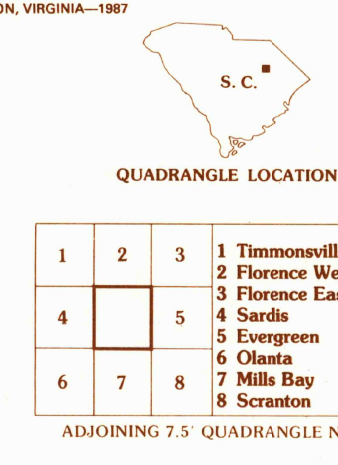 ON, VIRGINIA—1987
S. C.
QUADRANGLE LOCATION
1 2 3
4 5
6 7 8
1 Timmonsvill
2 Florence We
3 Florence Eas
4 Sardis
5 Evergreen
6 Olanta
7 Mills Bay
8 Scranton
ADJOINING 7.5' QUADRANGLE N